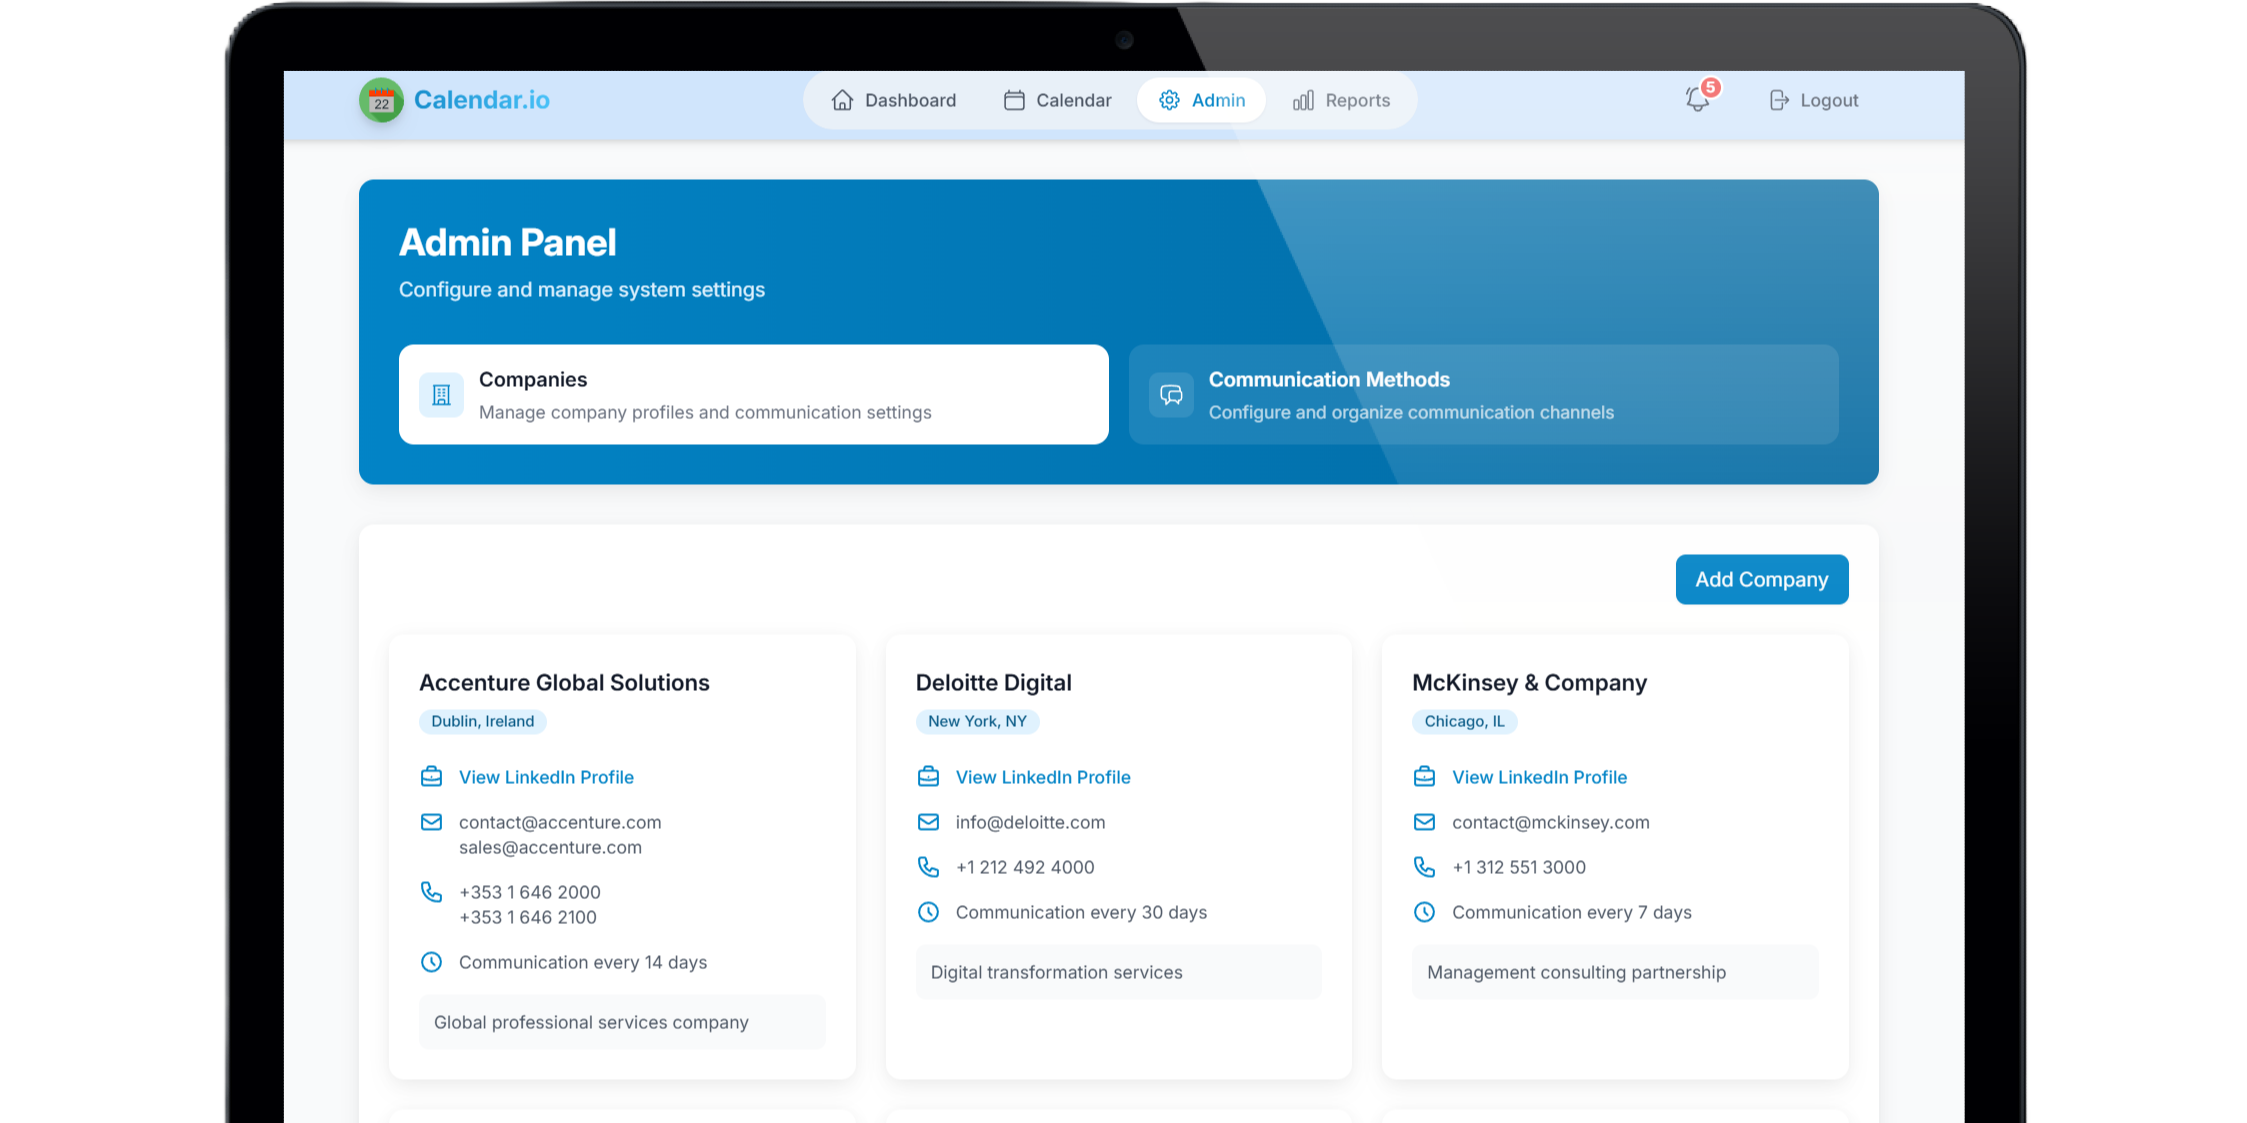 22 Calendar.io Dashboard Calendar Admin Reports 5 Logout
Admin Panel
Configure and manage system settings
Companies
Manage company profiles and communication settings
Communication Methods
Configure and organize communication channels
Add Company
Accenture Global Solutions
Dublin, Ireland
View LinkedIn Profile
contact@accenture.com
sales@accenture.com
+353 1 646 2000
+353 1 646 2100
Communication every 14 days
Global professional services company
Deloitte Digital
New York, NY
View LinkedIn Profile
info@deloitte.com
+1 212 492 4000
Communication every 30 days
Digital transformation services
McKinsey & Company
Chicago, IL
View LinkedIn Profile
contact@mckinsey.com
+1 312 551 3000
Communication every 7 days
Management consulting partnership